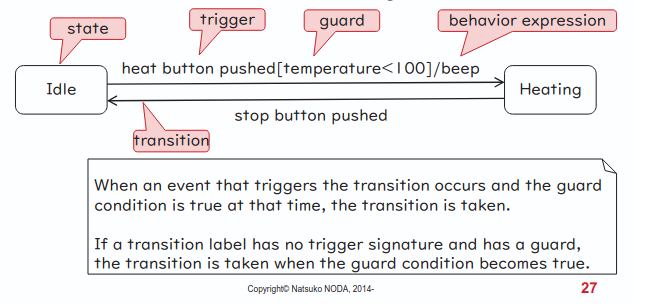 state
trigger
guard
behavior expression
heat button pushed[temperature<100]/beep
Idle
Heating
stop button pushed
transition
When an event that triggers the transition occurs and the guard
condition is true at that time, the transition is taken.
If a transition label has no trigger signature and has a guard,
the transition is taken when the guard condition becomes true.
Copyright© Natsuko NODA, 2014-
27